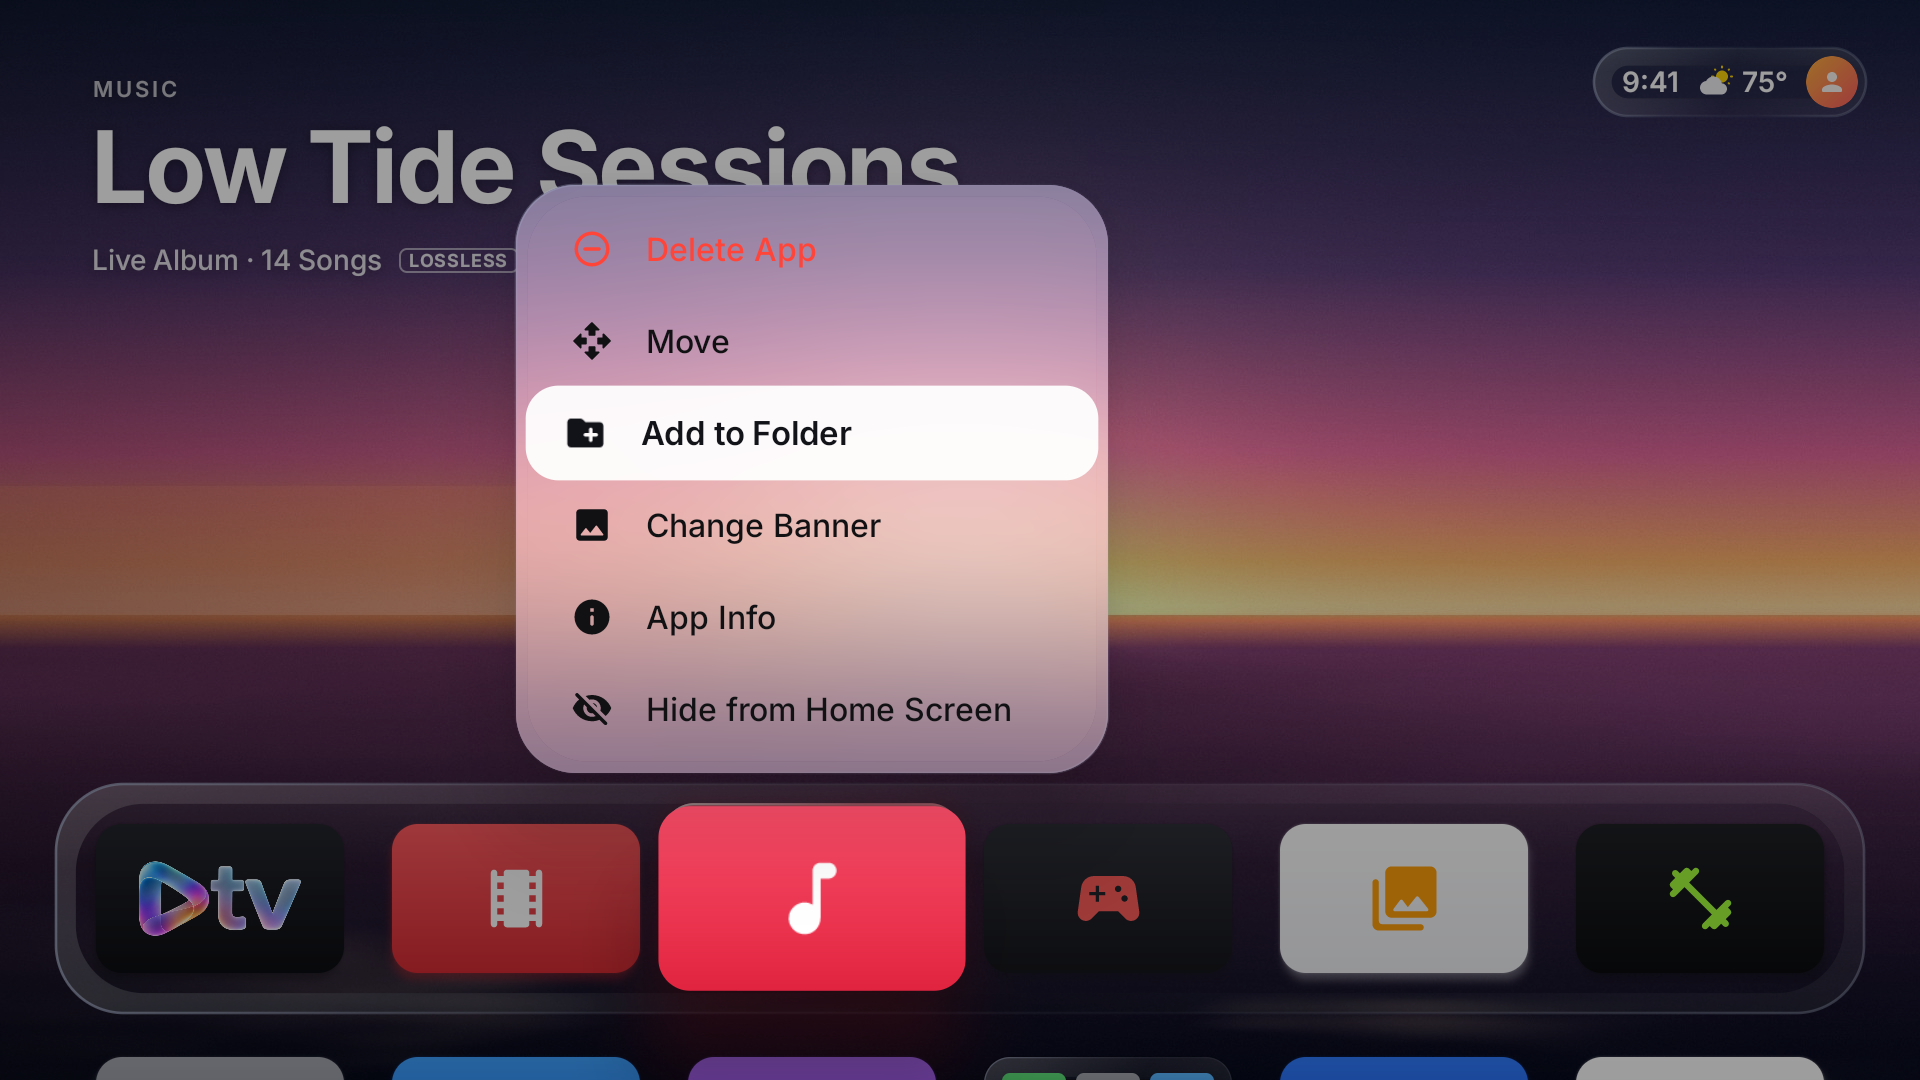 MUSIC
9:41 75°
Low Tide Sessions
Live Album · 14 Songs LOSSLESS
Delete App
Move
Add to Folder
Change Banner
App Info
Hide from Home Screen
tv